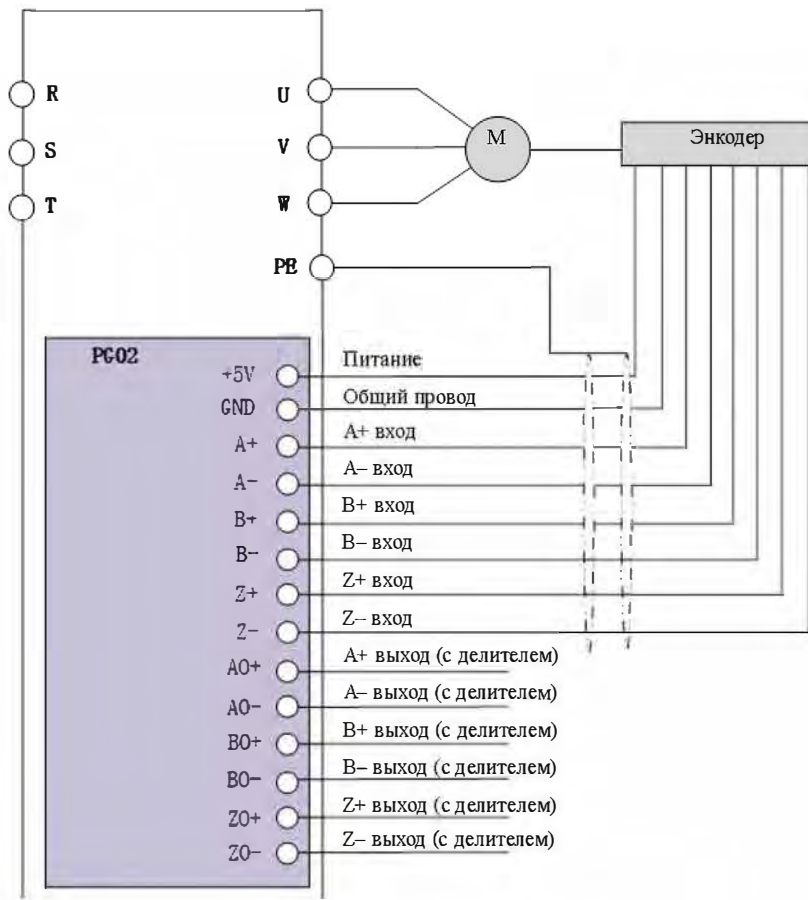 R
U
S
V
T
W
M
Энкодер
PE
PG02
+5V
Питание
GND
Общий провод
A+
A+ вход
A-
A– вход
B+
B+ вход
B-
B– вход
Z+
Z+ вход
Z-
Z– вход
AO+
A+ выход (с делителем)
AO-
A– выход (с делителем)
BO+
B+ выход (с делителем)
BO-
B– выход (с делителем)
ZO+
Z+ выход (с делителем)
ZO-
Z– выход (с делителем)